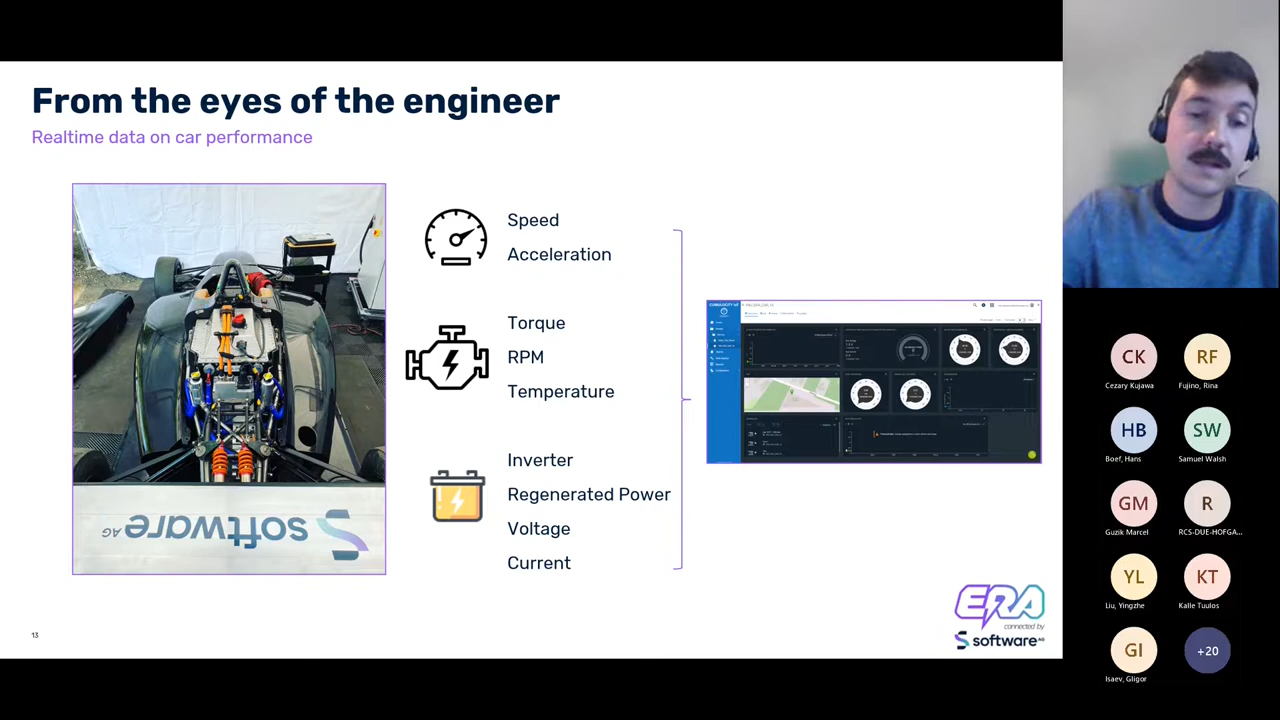 From the eyes of the engineer
Realtime data on car performance
Speed
Acceleration
Torque
RPM
Temperature
Inverter
Regenerated Power
Voltage
Current
software AG
CUMULOCITY IoT
ERA
connected by
software AG
13
CK
Cezary Kujawa
RF
Fujino, Rina
HB
Boef, Hans
SW
Samuel Walsh
GM
Guzik Marcel
R
RCS-DUE-HOFGA...
YL
Liu, Yingzhe
KT
Kalle Tuulos
GI
Isaev, Gligor
+20